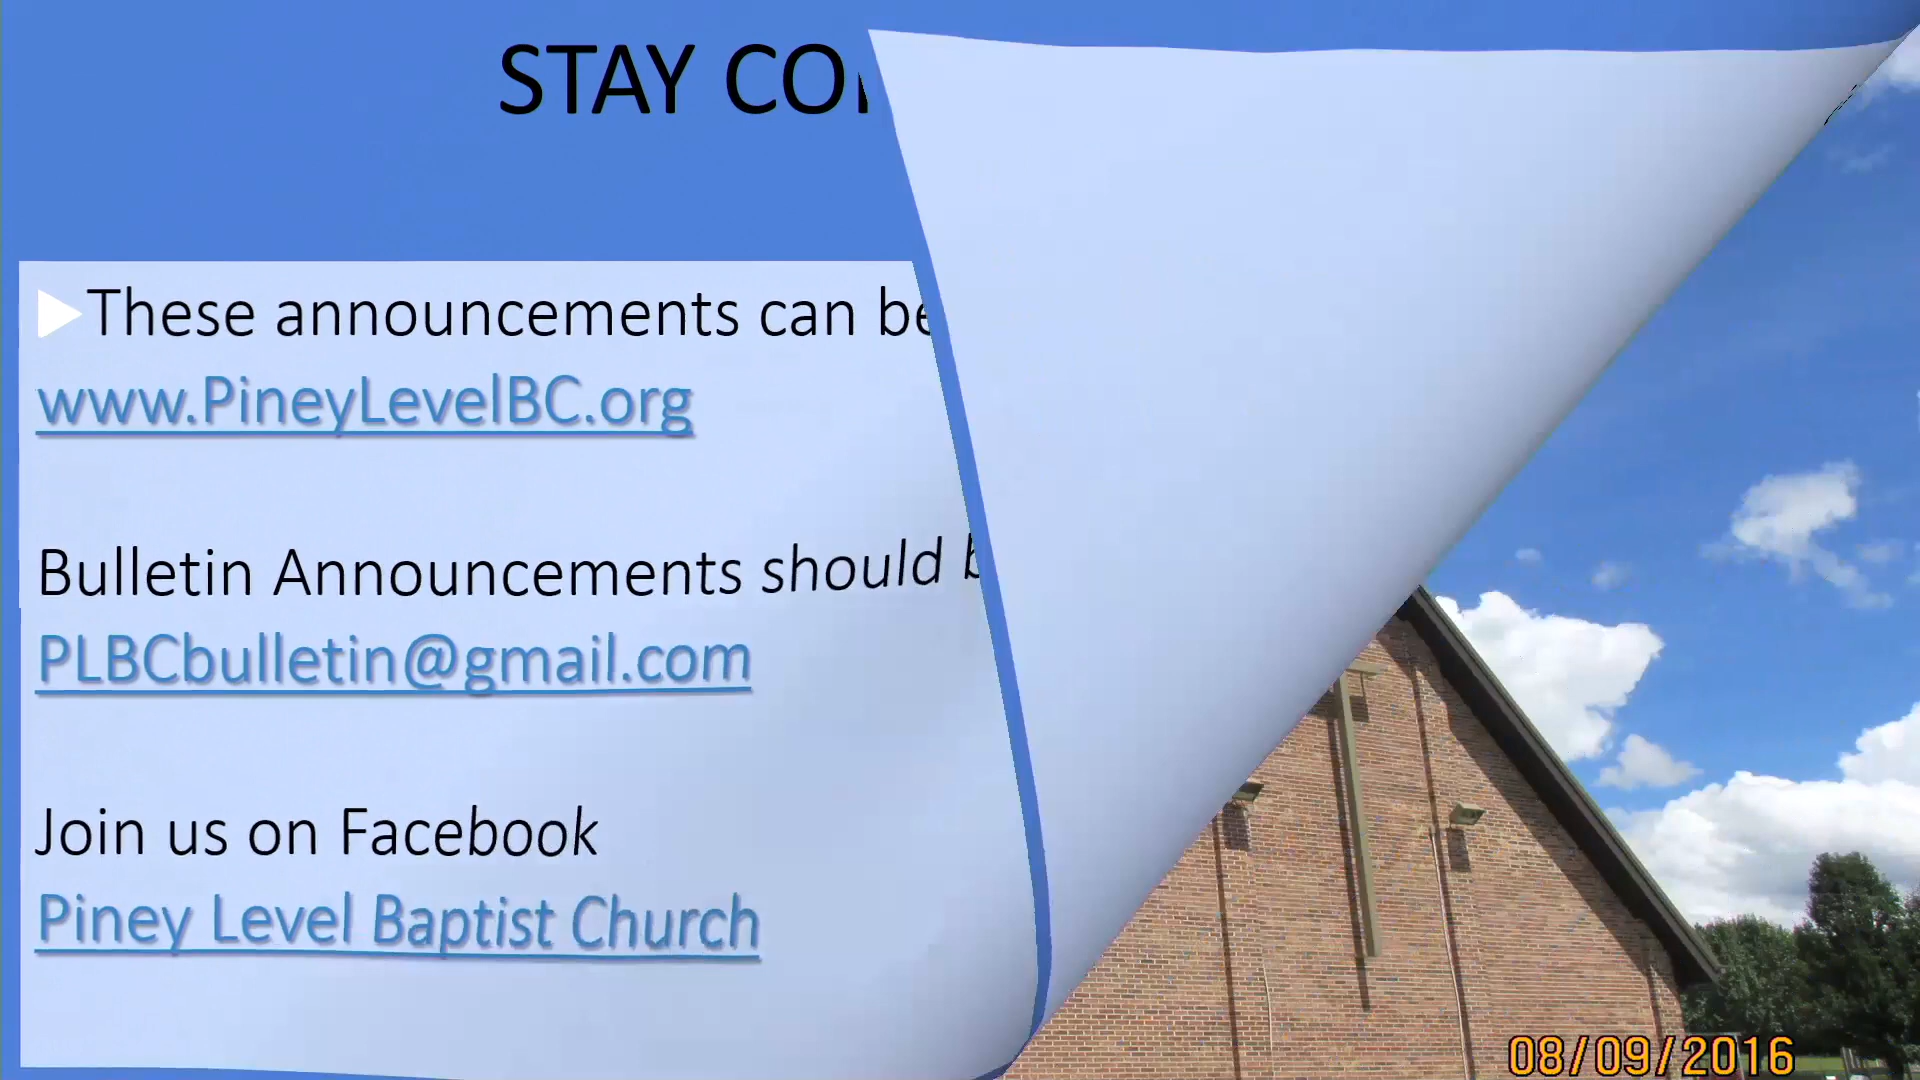 STAY CO
These announcements can be
www.PineyLevelBC.org
Bulletin Announcements should
PLBCbulletin@gmail.com
Join us on Facebook
Piney Level Baptist Church
08/09/2016